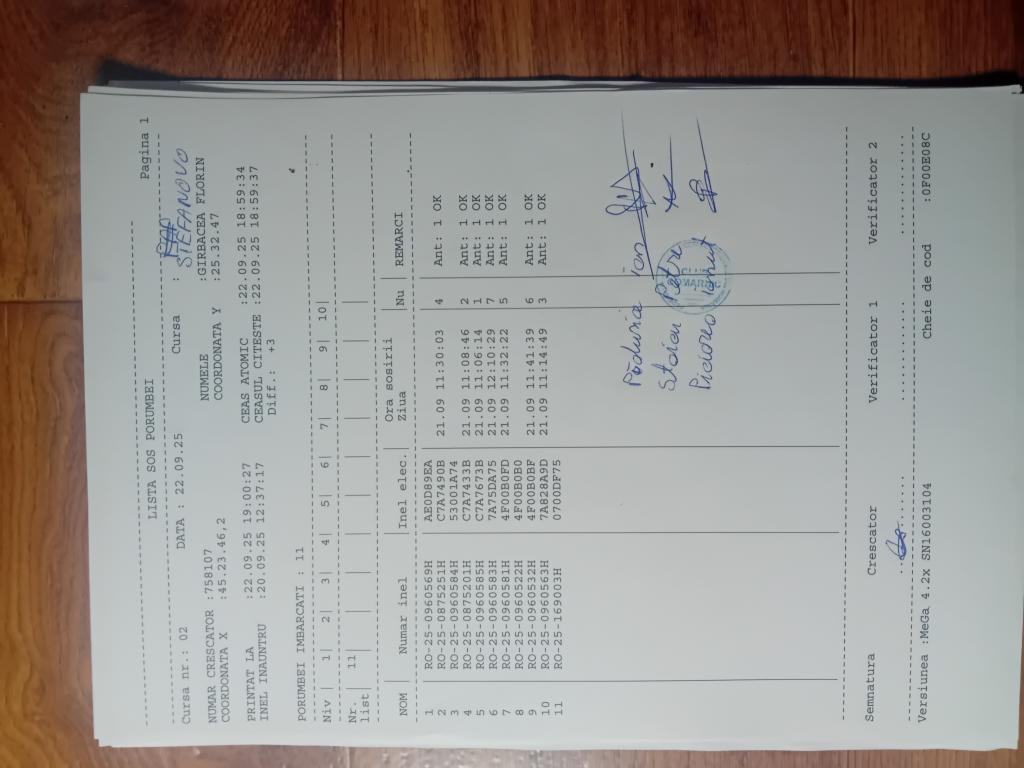 Pagina 1
LISTA SOS PORUMBEI
Cursa nr.: 02 DATA : 22.09.25 Cursa : STEFANOVO
NUMAR CRESCATOR :758107 NUMELE :GIRBACEA FLORIN
COORDONATA X :45.23.46,2 COORDONATA Y :25.32.47
PRINTAT LA :22.09.25 19:00:27 CEAS ATOMIC :22.09.25 18:59:34
INEL INAUNTRU :20.09.25 12:37:17 CEASUL CITESTE :22.09.25 18:59:37
Diff.: +3
PORUMBEI IMBARCATI : 11
Niv | 1| 2| 3| 4| 5| 6| 7| 8| 9| 10|
Nr. 11
list
NOM | Numar inel | Inel elec. | Ora sosirii Ziua | Nu | REMARCI
1 RO-25-0960569H AE0D89EA
2 RO-25-0875251H C7A7490B 21.09 11:30:03 4 Ant: 1 OK
3 RO-25-0960584H 53001A74
4 RO-25-0875201H C7A7433B 21.09 11:08:46 2 Ant: 1 OK
5 RO-25-0960585H C7A7673B 21.09 11:06:14 1 Ant: 1 OK
6 RO-25-0960583H 7A75DA75 21.09 12:10:29 7 Ant: 1 OK
7 RO-25-0960581H 4F00B0FD 21.09 11:32:22 5 Ant: 1 OK
8 RO-25-0960522H 4F00B0B0
9 RO-25-0960532H 4F00B0BF 21.09 11:41:39 6 Ant: 1 OK
10 RO-25-0960563H 7A828A9D 21.09 11:14:49 3 Ant: 1 OK
11 RO-25-169003H 0700DF75
Ion
Stoian Petru
Ionut
Semnatura Crescator Verificator 1 Verificator 2
Versiunea :MeGa 4.2x SN16003104 Cheie de cod :0F00E08C